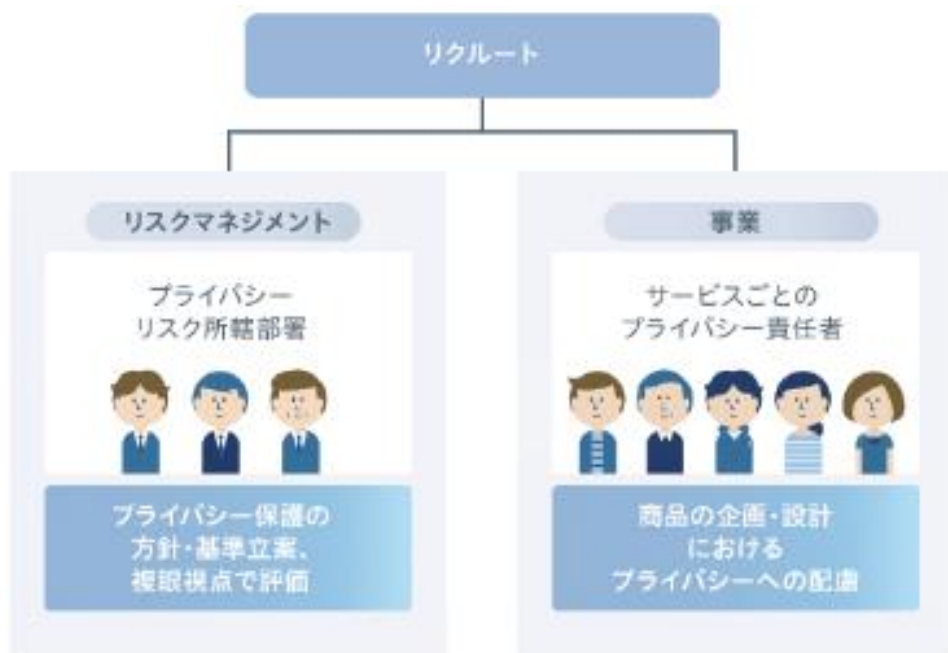 リクルート
リスクマネジメント
プライバシー
リスク所轄部署
プライバシー保護の
方針・基準立案、
複眼視点で評価
事業
サービスごとの
プライバシー責任者
商品の企画・設計
における
プライバシーへの配慮